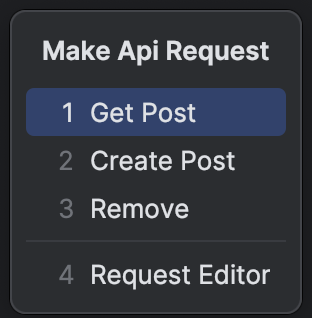 Make Api Request
1 Get Post
2 Create Post
3 Remove
4 Request Editor